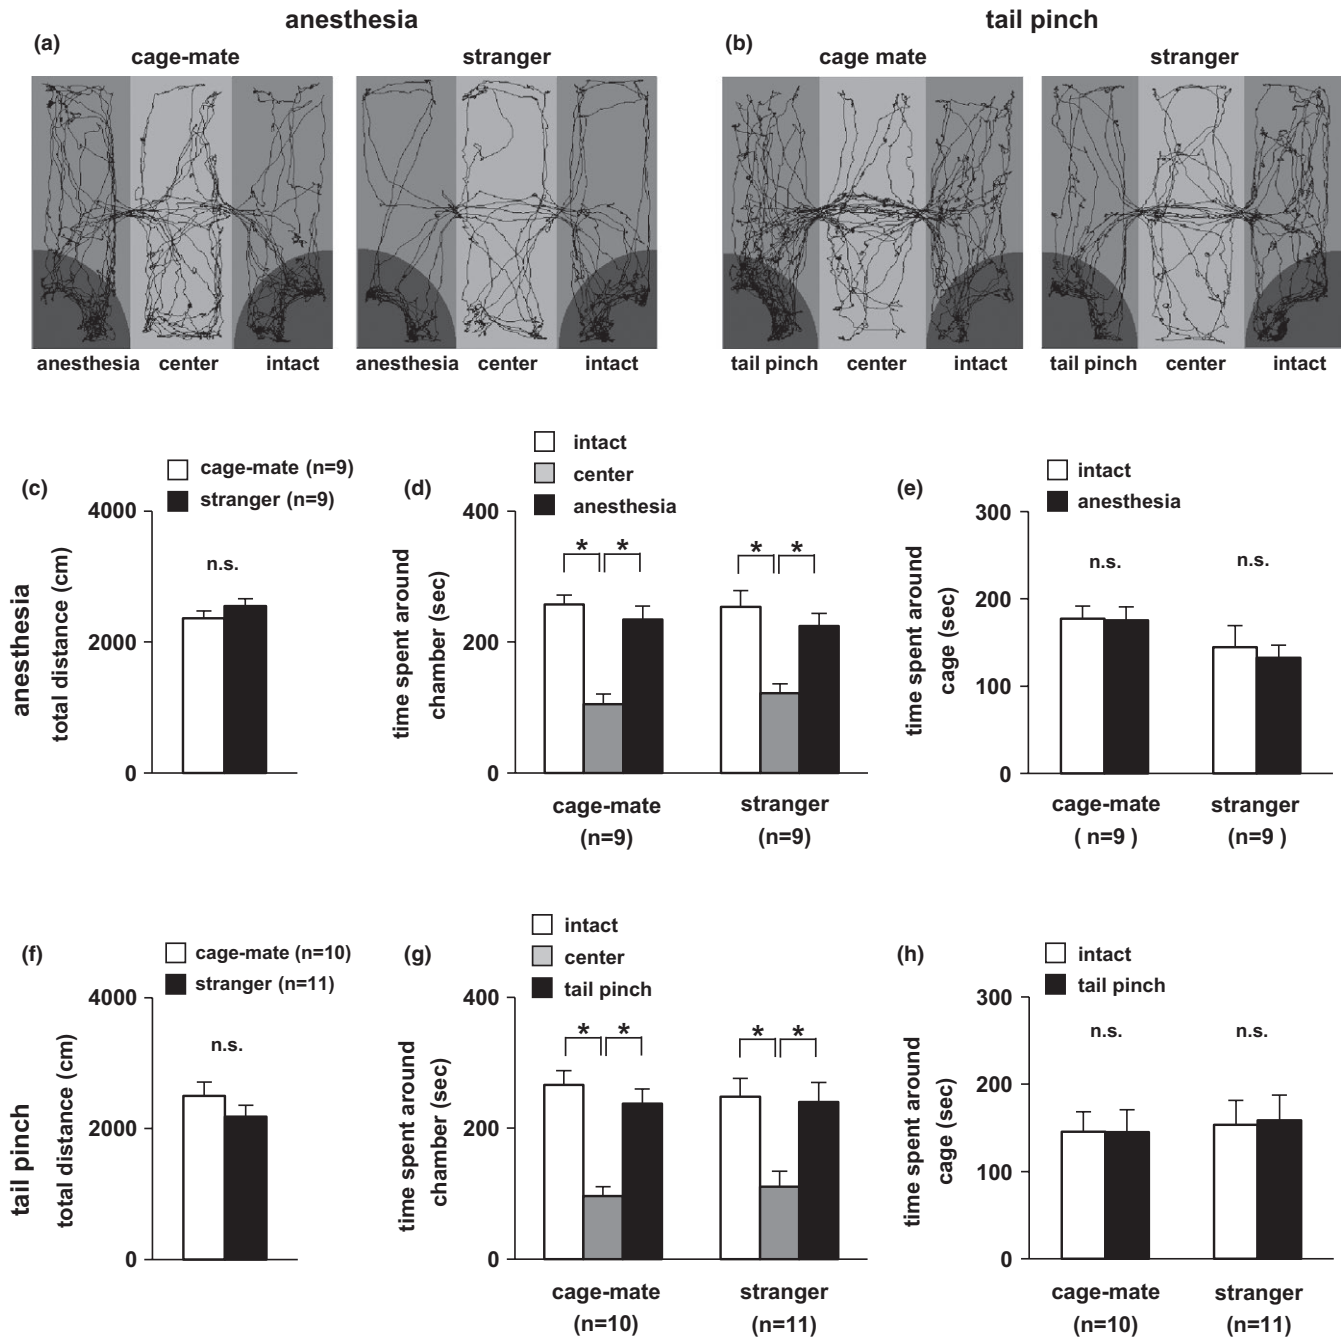 anesthesia
tail pinch
(a)
cage-mate
stranger
(b)
cage mate
stranger
anesthesia center intact
anesthesia center intact
tail pinch center intact
tail pinch center intact
anesthesia
(c)
cage-mate (n=9)
stranger (n=9)
total distance (cm)
4000
2000
0
n.s.
(d)
intact
center
anesthesia
time spent around
chamber (sec)
400
200
0
* * * *
cage-mate
(n=9)
stranger
(n=9)
(e)
intact
anesthesia
time spent around
cage (sec)
300
200
100
0
n.s.
n.s.
cage-mate
( n=9 )
stranger
(n=9 )
tail pinch
(f)
cage-mate (n=10)
stranger (n=11)
total distance (cm)
4000
2000
0
n.s.
(g)
intact
center
tail pinch
time spent around
chamber (sec)
400
200
0
* * * *
cage-mate
(n=10)
stranger
(n=11)
(h)
intact
tail pinch
time spent around
cage (sec)
300
200
100
0
n.s.
n.s.
cage-mate
(n=10)
stranger
(n=11)